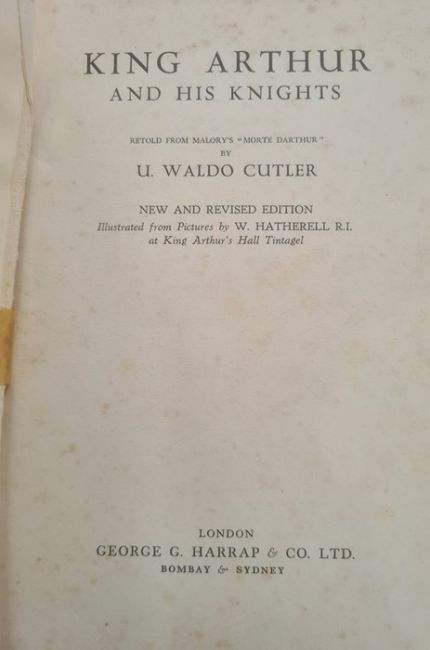 KING ARTHUR
AND HIS KNIGHTS
RETOLD FROM MALORY'S "MORTE DARTHUR"
BY
U. WALDO CUTLER
NEW AND REVISED EDITION
Illustrated from Pictures by W. HATHERELL R.I.
at King Arthur's Hall Tintagel
LONDON
GEORGE G. HARRAP & CO. LTD.
BOMBAY & SYDNEY